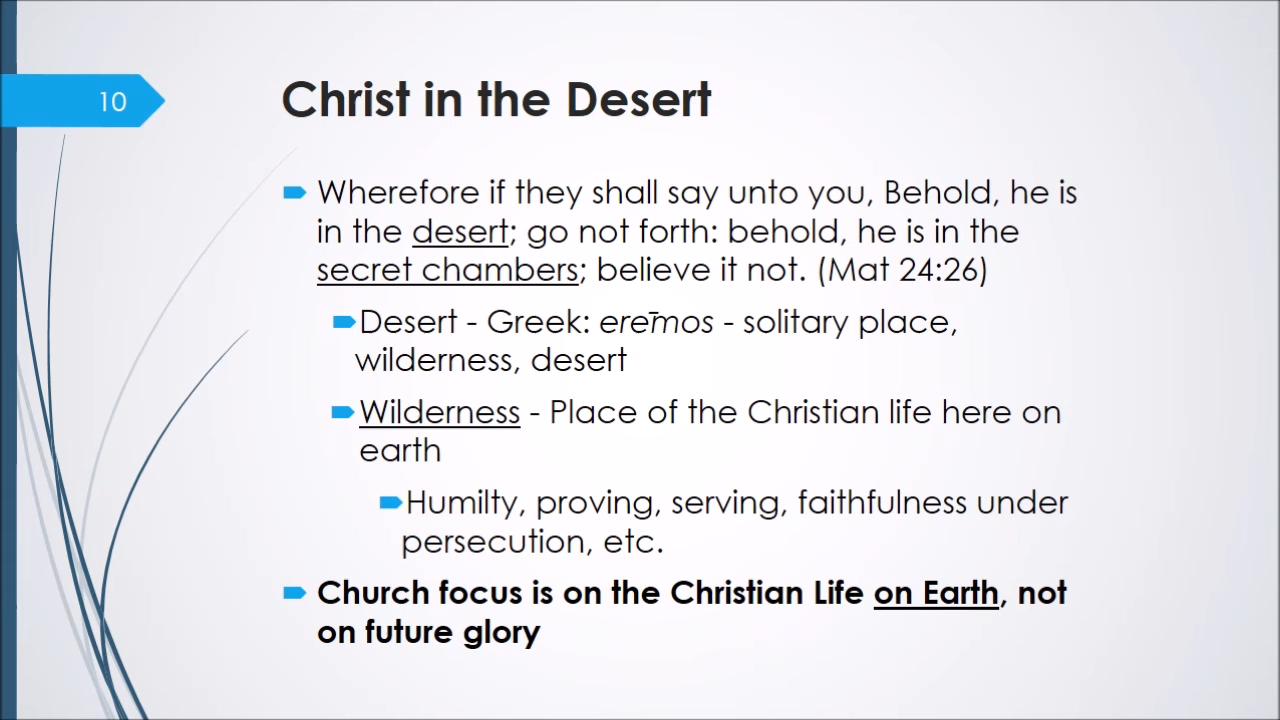 10
Christ in the Desert
Wherefore if they shall say unto you, Behold, he is
in the desert; go not forth: behold, he is in the
secret chambers; believe it not. (Mat 24:26)
Desert - Greek: erēmos - solitary place,
wilderness, desert
Wilderness - Place of the Christian life here on
earth
Humilty, proving, serving, faithfulness under
persecution, etc.
Church focus is on the Christian Life on Earth, not
on future glory